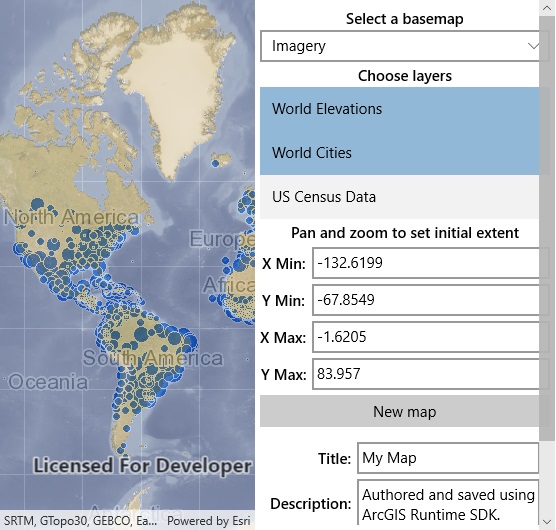 North America
Europe
Africa
South America
Oceania
Licensed For Developer
SRTM, GTopo30, GEBCO, Ea... Powered by Esri
Select a basemap
Imagery
Choose layers
World Elevations
World Cities
US Census Data
Pan and zoom to set initial extent
X Min: -132.6199
Y Min: -67.8549
X Max: -1.6205
Y Max: 83.957
New map
Title: My Map
Description: Authored and saved using
ArcGIS Runtime SDK.